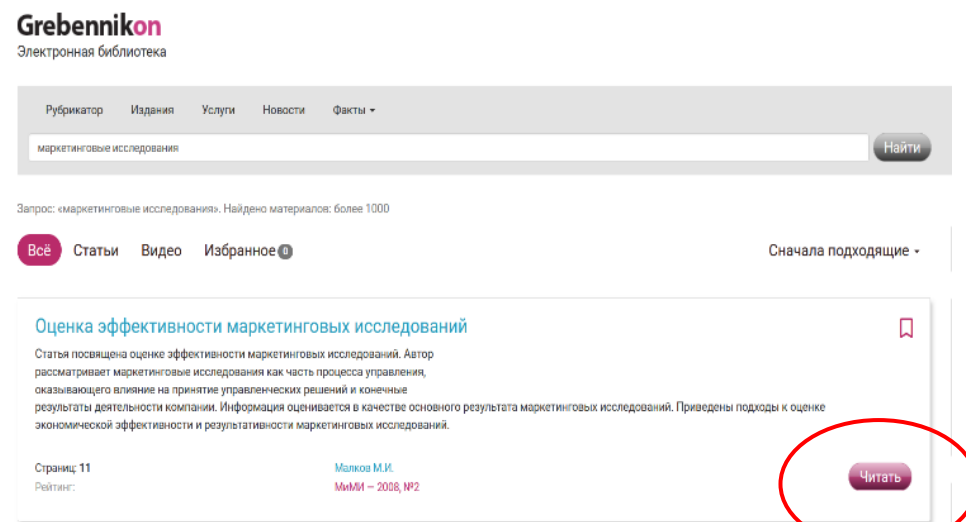 Grebennikon
Электронная библиотека
Рубрикатор Издания Услуги Новости Факты
маркетинговые исследования Найти
Запрос: «маркетинговые исследования». Найдено материалов: более 1000
Всё Статьи Видео Избранное 0 Сначала подходящие
Оценка эффективности маркетинговых исследований
Статья посвящена оценке эффективности маркетинговых исследований. Автор
рассматривает маркетинговые исследования как часть процесса управления,
оказывающего влияние на принятие управленческих решений и конечные
результаты деятельности компании. Информация оценивается в качестве основного результата маркетинговых исследований. Приведены подходы к оценке
экономической эффективности и результативности маркетинговых исследований.
Страниц: 11 Малков М.И. Читать
Рейтинг: МиМИ — 2008, №2